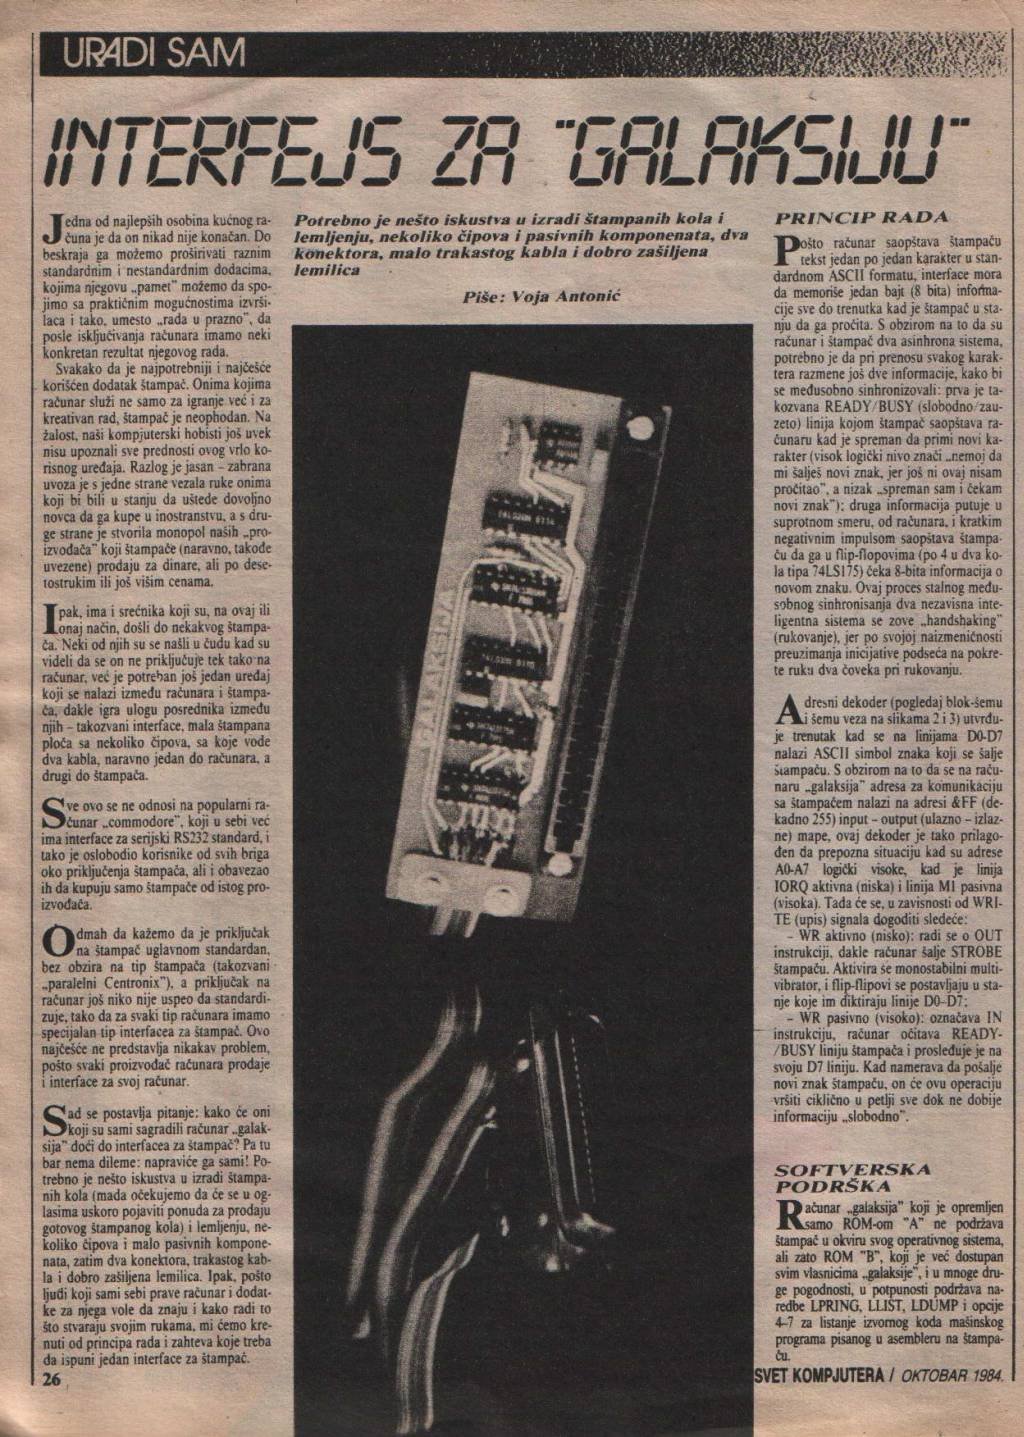 URADI SAM
INTERFEJS ZA "GALAKSIJU"
Jedna od najlepših osobina kućnog ra-
čuna je da on nikad nije konačan. Do
beskraja ga možemo proširivati raznim
standardnim i nestandardnim dodacima,
kojima njegovu „pamet" možemo da spo-
jimo sa praktičnim mogućnostima izvrši-
laca i tako, umesto „rada u prazno", da
posle isključivanja računara imamo neki
konkretan rezultat njegovog rada.
Svakako da je najpotrebniji i najčešće
korišćen dodatak štampač. Onima kojima
računar služi ne samo za igranje već i za
kreativan rad, štampač je neophodan. Na
žalost, naši kompjuterski hobisti još uvek
nisu upoznali sve prednosti ovog vrlo ko-
risnog uređaja. Razlog je jasan – zabrana
uvoza je s jedne strane vezala ruke onima
koji bi bili u stanju da uštede dovoljno
novca da ga kupe u inostranstvu, a s dru-
ge strane je stvorila monopol naših „pro-
izvođača" koji štampače (naravno, takođe
uvezene) prodaju za dinare, ali po dese-
tostrukim ili još višim cenama.
Ipak, ima i srećnika koji su, na ovaj ili
onaj način, došli do nekakvog štampa-
ča. Neki od njih su se našli u čudu kad su
videli da se on ne priključuje tek tako na
računar, već je potreban još jedan uređaj
koji se nalazi između računara i štampa-
ča, dakle igra ulogu posrednika između
njih – takozvani interface, mala štampana
ploča sa nekoliko čipova, sa koje vode
dva kabla, naravno jedan do računara, a
drugi do štampača.
Sve ovo se ne odnosi na popularni ra-
čunar „commodore", koji u sebi već
ima interface za serijski RS232 standard, i
tako je oslobodio korisnike od svih briga
oko priključenja štampača, ali i obavezao
ih da kupuju samo štampače od istog pro-
izvođača.
Odmah da kažemo da je priključak
na štampač uglavnom standardan,
bez obzira na tip štampača (takozvani
„paralelni Centronix"), a priključak na
računar još niko nije uspeo da standardi-
zuje, tako da za svaki tip računara imamo
specijalan tip interfacea za štampač. Ovo
najčešće ne predstavlja nikakav problem,
pošto svaki proizvođač računara prodaje
i interface za svoj računar.
Sad se postavlja pitanje: kako će oni
koji su sami sagradili računar „galak-
sija" doći do interfacea za štampač? Pa tu
bar nema dileme: napraviće ga sami! Po-
trebno je nešto iskustva u izradi štampa-
nih kola (mada očekujemo da će se u og-
lasima uskoro pojaviti ponuda za prodaju
gotovog štampanog kola) i lemljenju, ne-
koliko čipova i malo pasivnih kompone-
nata, zatim dva konektora, trakastog kab-
la i dobro zašiljena lemilica. Ipak, pošto
ljudi koji sami sebi prave računar i dodat-
ke za njega vole da znaju i kako radi to
što stvaraju svojim rukama, mi ćemo kre-
nuti od principa rada i zahteva koje treba
da ispuni jedan interface za štampač.
26
Potrebno je nešto iskustva u izradi štampanih kola i
lemljenju, nekoliko čipova i pasivnih komponenata, dva
konektora, malo trakastog kabla i dobro zašiljena
lemilica
Piše: Voja Antonić
GALAKSIJA
PRINCIP RADA
Pošto računar saopštava štampaču
tekst jedan po jedan karakter u stan-
dardnom ASCII formatu, interface mora
da memoriše jedan bajt (8 bita) informa-
cije sve do trenutka kad je štampač u sta-
nju da ga pročita. S obzirom na to da su
računar i štampač dva asinhrona sistema,
potrebno je da pri prenosu svakog karak-
tera razmene još dve informacije, kako bi
se međusobno sinhronizovali: prva je ta-
kozvana READY/BUSY (slobodno/zau-
zeto) linija kojom štampač saopštava ra-
čunaru kad je spreman da primi novi ka-
rakter (visok logički nivo znači „nemoj da
mi šalješ novi znak, jer još ni ovaj nisam
pročitao", a nizak „spreman sam i čekam
novi znak"); druga informacija putuje u
suprotnom smeru, od računara, i kratkim
negativnim impulsom saopštava štampa-
ču da ga u flip-flopovima (po 4 u dva ko-
la tipa 74LS175) čeka 8-bita informacija o
novom znaku. Ovaj proces stalnog među-
sobnog sinhronisanja dva nezavisna inte-
ligentna sistema se zove „handshaking"
(rukovanje), jer po svojoj naizmeničnosti
preuzimanja inicijative podseća na pokre-
te ruku dva čoveka pri rukovanju.
Adresni dekoder (pogledaj blok-šemu
i šemu veza na slikama 2 i 3) utvrđu-
je trenutak kad se na linijama D0-D7
nalazi ASCII simbol znaka koji se šalje
štampaču. S obzirom na to da se na raču-
naru „galaksija" adresa za komunikaciju
sa štampačem nalazi na adresi &FF (de-
kadno 255) input – output (ulazno – izlaz-
ne) mape, ovaj dekoder je tako prilago-
đen da prepozna situaciju kad su adrese
A0-A7 logički visoke, kad je linija
IORQ aktivna (niska) i linija M1 pasivna
(visoka). Tada će se, u zavisnosti od WRI-
TE (upis) signala dogoditi sledeće:
– WR aktivno (nisko): radi se o OUT
instrukciji, dakle računar šalje STROBE
štampaču. Aktivira se monostabilni multi-
vibrator, i flip-flipovi se postavljaju u sta-
nje koje im diktiraju linije D0–D7;
– WR pasivno (visoko): označava IN
instrukciju, računar očitava READY-
/BUSY liniju štampača i prosleđuje je na
svoju D7 liniju. Kad namerava da pošalje
novi znak štampaču, on će ovu operaciju
vršiti ciklično u petlji sve dok ne dobije
informaciju „slobodno".
SOFTVERSKA
PODRŠKA
Računar „galaksija" koji je opremljen
samo ROM-om "A" ne podržava
štampač u okviru svog operativnog sistema,
ali zato ROM "B", koji je već dostupan
svim vlasnicima „galaksije", i u mnoge dru-
ge pogodnosti, u potpunosti podržava na-
redbe LPRING, LLIST, LDUMP i opcije
4–7 za listanje izvornog koda mašinskog
programa pisanog u asembleru na štampa-
ču.
SVET KOMPJUTERA / OKTOBAR 1984.